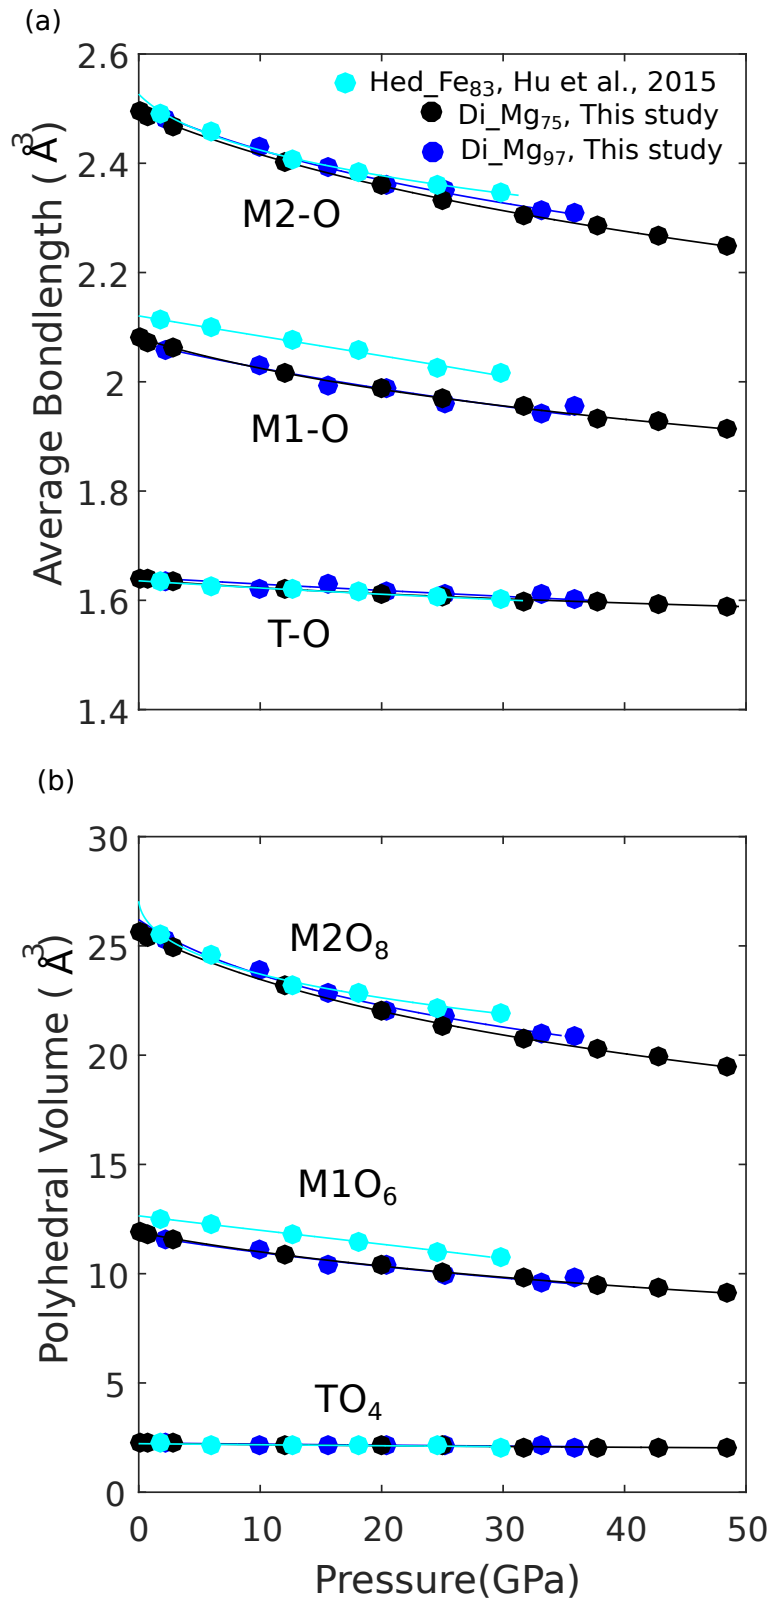 (a)
2.6
2.4
2.2
2
1.8
1.6
1.4
Average Bondlength ( Å³)
Hed_Fe₈₃, Hu et al., 2015
Di_Mg₇₅, This study
Di_Mg₉₇, This study
M2-O
M1-O
T-O
(b)
30
25
20
15
10
5
0
Polyhedral Volume ( Å³)
M2O₈
M1O₆
TO₄
0 10 20 30 40 50
Pressure(GPa)